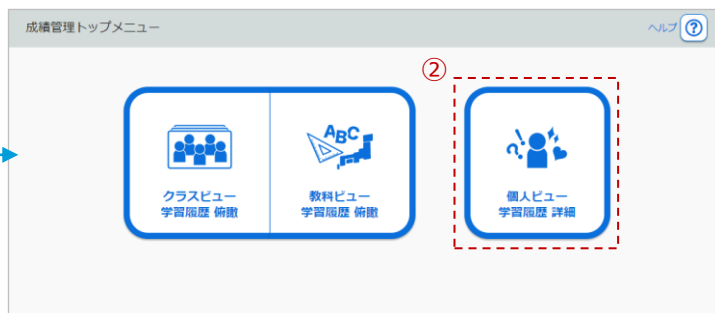 成績管理トップメニュー
ヘルプ ?
②
ABC
クラスビュー
学習履歴 俯瞰
教科ビュー
学習履歴 俯瞰
?!
個人ビュー
学習履歴 詳細